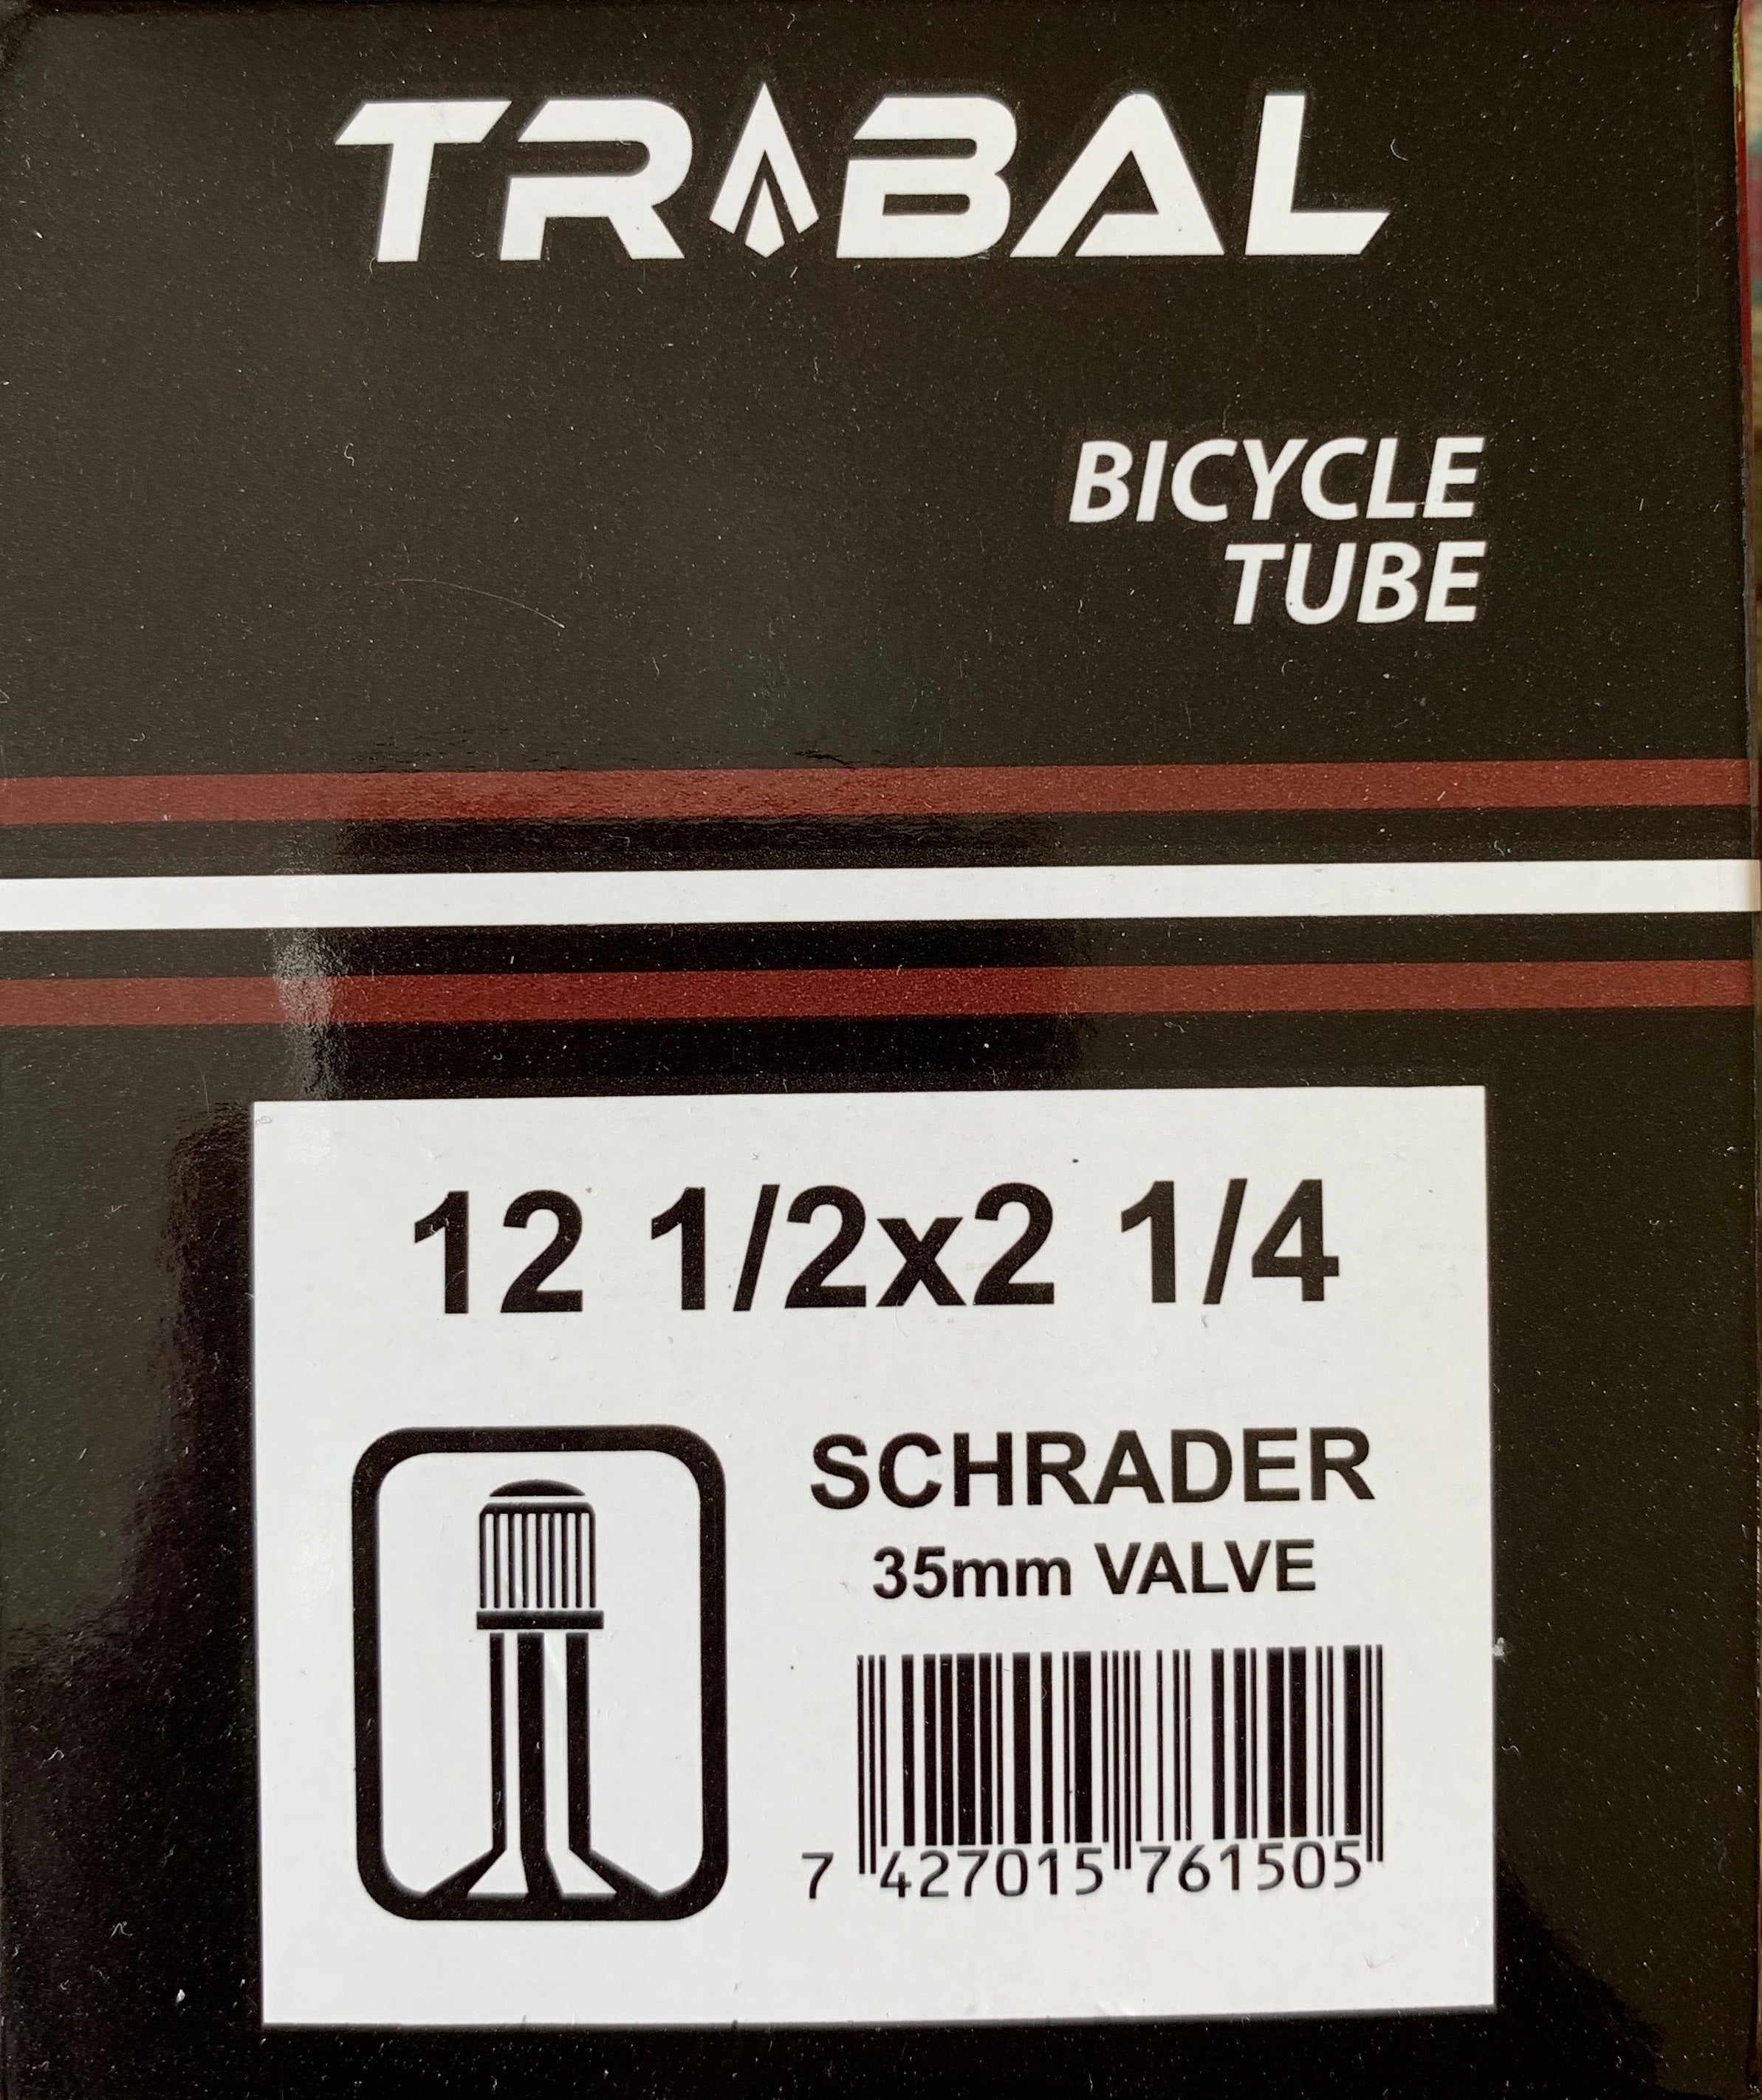 TRIBAL
BICYCLE
TUBE
12 1/2x2 1/4
SCHRADER
35mm VALVE
7 427015 761505